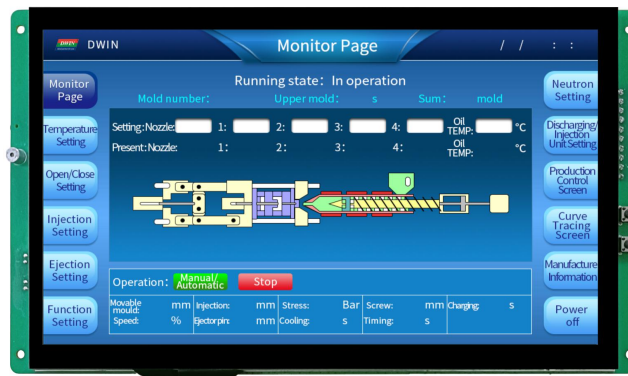 DWIN DWIN
Monitor Page
/ / : :
Running state: In operation
Mold number: Upper mold: s Sum: mold
Monitor
Page
Temperature
Setting
Open/Close
Setting
Injection
Setting
Ejection
Setting
Function
Setting
Setting: Nozzle: 1: 2: 3: 4: Oil TEMP: °C
Present: Nozzle: 1: 2: 3: 4: Oil TEMP: °C
Operation: Manual/
Automatic
Stop
Movable
mould: mm Injection: mm Stress: Bar Screw: mm Charging: s
Speed: % Ejector pin: mm Cooling: s Timing: s
Neutron
Setting
Discharging/
Injection
Unit Setting
Production
Control
Screen
Curve
Tracing
Screen
Manufacture
Information
Power
off